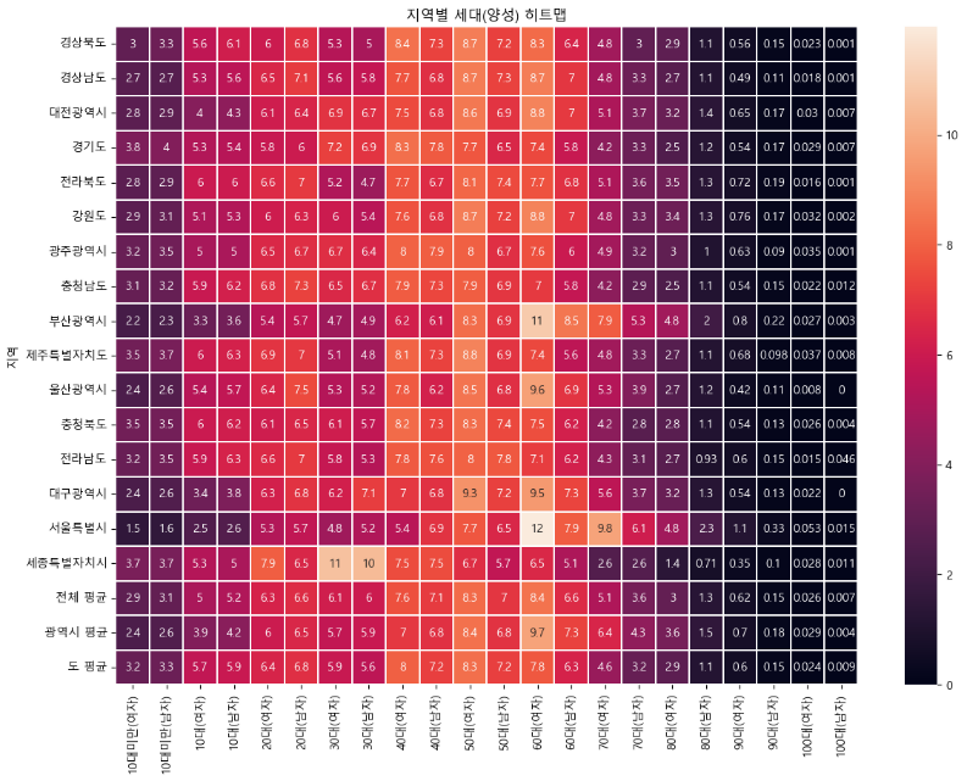 지역별 세대(양성) 히트맵
지역
경상북도 3 3.3 5.6 6.1 6 6.8 5.3 5 8.4 7.3 8.7 7.2 8.3 6.4 4.8 3 2.9 1.1 0.56 0.15 0.023 0.001
경상남도 2.7 2.7 5.3 5.6 6.5 7.1 5.6 5.8 7.7 6.8 8.7 7.3 8.7 7 4.8 3.3 2.7 1.1 0.49 0.11 0.018 0.001
대전광역시 2.8 2.9 4 4.3 6.1 6.4 6.9 6.7 7.5 6.8 8.6 6.9 8.8 7 5.1 3.7 3.2 1.4 0.65 0.17 0.03 0.007
경기도 3.8 4 5.3 5.4 5.8 6 7.2 6.9 8.3 7.8 7.7 6.5 7.4 5.8 4.2 3.3 2.5 1.2 0.54 0.17 0.029 0.007
전라북도 2.8 2.9 6 6 6.6 7 5.2 4.7 7.7 6.7 8.1 7.4 7.7 6.8 5.1 3.6 3.5 1.3 0.72 0.19 0.016 0.001
강원도 2.9 3.1 5.1 5.3 6 6.3 6 5.4 7.6 6.8 8.7 7.2 8.8 7 4.8 3.3 3.4 1.3 0.76 0.17 0.032 0.002
광주광역시 3.2 3.5 5 5 6.5 6.7 6.7 6.4 8 7.9 8 6.7 7.6 6 4.9 3.2 3 1 0.63 0.09 0.035 0.001
충청남도 3.1 3.2 5.9 6.2 6.8 7.3 6.5 6.7 7.9 7.3 7.9 6.9 7 5.8 4.2 2.9 2.5 1.1 0.54 0.15 0.022 0.012
부산광역시 2.2 2.3 3.3 3.6 5.4 5.7 4.7 4.9 6.2 6.1 8.3 6.9 11 8.5 7.9 5.3 4.8 2 0.8 0.22 0.027 0.003
제주특별자치도 3.5 3.7 6 6.3 6.9 7 5.1 4.8 8.1 7.3 8.8 6.9 7.4 5.6 4.8 3.3 2.7 1.1 0.68 0.098 0.037 0.008
울산광역시 2.4 2.6 5.4 5.7 6.4 7.5 5.3 5.2 7.8 6.2 8.5 6.8 9.6 6.9 5.3 3.9 2.7 1.2 0.42 0.11 0.008 0
충청북도 3.5 3.5 6 6.2 6.1 6.5 6.1 5.7 8.2 7.3 8.3 7.4 7.5 6.2 4.2 2.8 2.8 1.1 0.54 0.13 0.026 0.004
전라남도 3.2 3.5 5.9 6.3 6.6 7 5.8 5.3 7.8 7.6 8 7.8 7.1 6.2 4.3 3.1 2.7 0.93 0.6 0.15 0.015 0.046
대구광역시 2.4 2.6 3.4 3.8 6.3 6.8 6.2 7.1 7 6.8 9.3 7.2 9.5 7.3 5.6 3.7 3.2 1.3 0.54 0.13 0.022 0
서울특별시 1.5 1.6 2.5 2.6 5.3 5.7 4.8 5.2 5.4 6.9 7.7 6.5 12 7.9 9.8 6.1 4.8 2.3 1.1 0.33 0.053 0.015
세종특별자치시 3.7 3.7 5.3 5 7.9 6.5 11 10 7.5 7.5 6.7 5.7 6.5 5.1 2.6 2.6 1.4 0.71 0.35 0.1 0.028 0.011
전체 평균 2.9 3.1 5 5.2 6.3 6.6 6.1 6 7.6 7.1 8.3 7 8.4 6.6 5.1 3.6 3 1.3 0.62 0.15 0.026 0.007
광역시 평균 2.4 2.6 3.9 4.2 6 6.5 5.7 5.9 7 6.8 8.4 6.8 9.7 7.3 6.4 4.3 3.6 1.5 0.7 0.18 0.029 0.004
도 평균 3.2 3.3 5.7 5.9 6.4 6.8 5.9 5.6 8 7.2 8.3 7.2 7.8 6.3 4.6 3.2 2.9 1.1 0.6 0.15 0.024 0.009
10대미만(여자)
10대미만(남자)
10대(여자)
10대(남자)
20대(여자)
20대(남자)
30대(여자)
30대(남자)
40대(여자)
40대(남자)
50대(여자)
50대(남자)
60대(여자)
60대(남자)
70대(여자)
70대(남자)
80대(여자)
80대(남자)
90대(여자)
90대(남자)
100대(여자)
100대(남자)
10
8
6
4
2
0